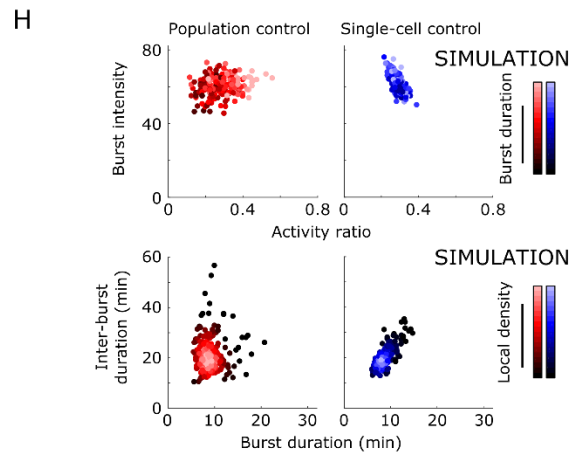 H
Population control
Single-cell control
SIMULATION
80
40
0
Burst intensity
0
0.4
0.8
0
0.4
0.8
Activity ratio
Burst duration
SIMULATION
60
40
20
0
Inter-burst
duration (min)
0
10
20
30
0
10
20
30
Burst duration (min)
Local density